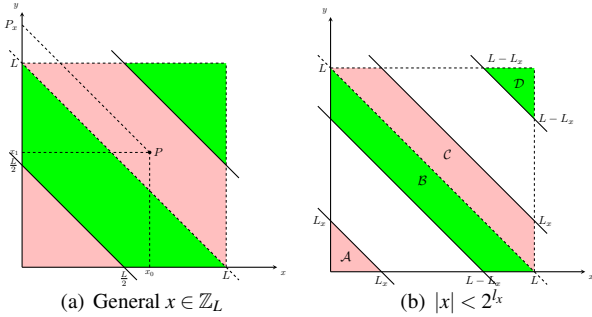 y
P_x
L
P
x_1
L/2
L/2
x_0
L
x
(a) General x ∈ ℤ_L
y
L
L − L_x
𝒟
L − L_x
𝒞
ℬ
L_x
L_x
𝒜
L_x
L − L_x
L
x
(b) |x| < 2^{l_x}